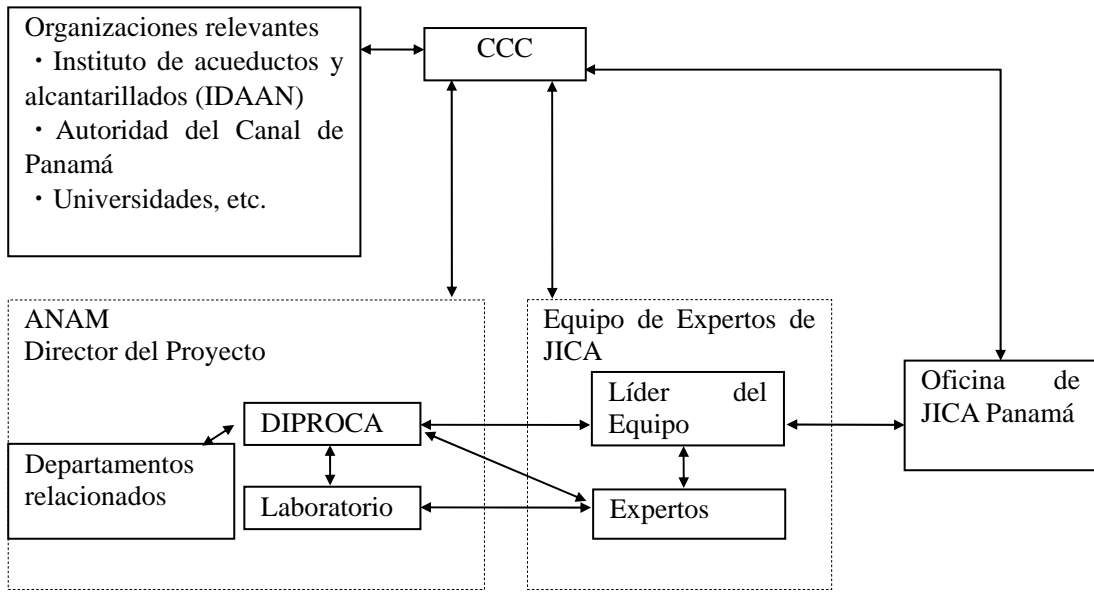 Organizaciones relevantes
・Instituto de acueductos y
alcantarillados (IDAAN)
・Autoridad del Canal de
Panamá
・Universidades, etc.
CCC
ANAM
Director del Proyecto
DIPROCA
Departamentos
relacionados
Laboratorio
Equipo de Expertos de
JICA
Líder del
Equipo
Expertos
Oficina de
JICA Panamá